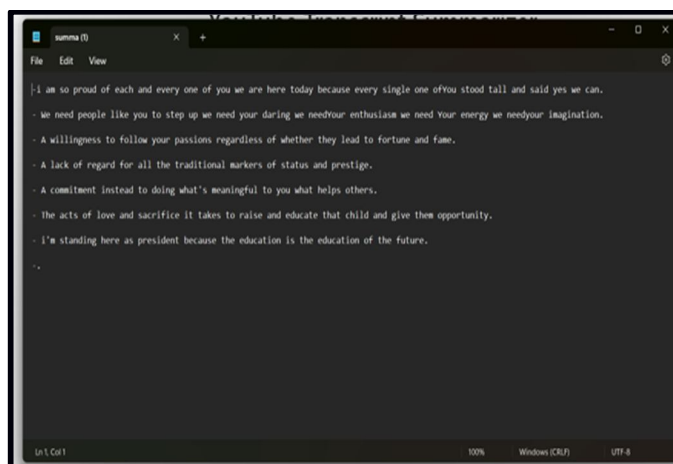 YouTube Transcript Summarizer
summa (1) × +
File Edit View
-i am so proud of each and every one of you we are here today because every single one ofYou stood tall and said yes we can.
- We need people like you to step up we need your daring we needYour enthusiasm we need Your energy we needyour imagination.
- A willingness to follow your passions regardless of whether they lead to fortune and fame.
- A lack of regard for all the traditional markers of status and prestige.
- A commitment instead to doing what's meaningful to you what helps others.
- The acts of love and sacrifice it takes to raise and educate that child and give them opportunity.
- i'm standing here as president because the education is the education of the future.
-.
Ln 1, Col 1 100% Windows (CRLF) UTF-8